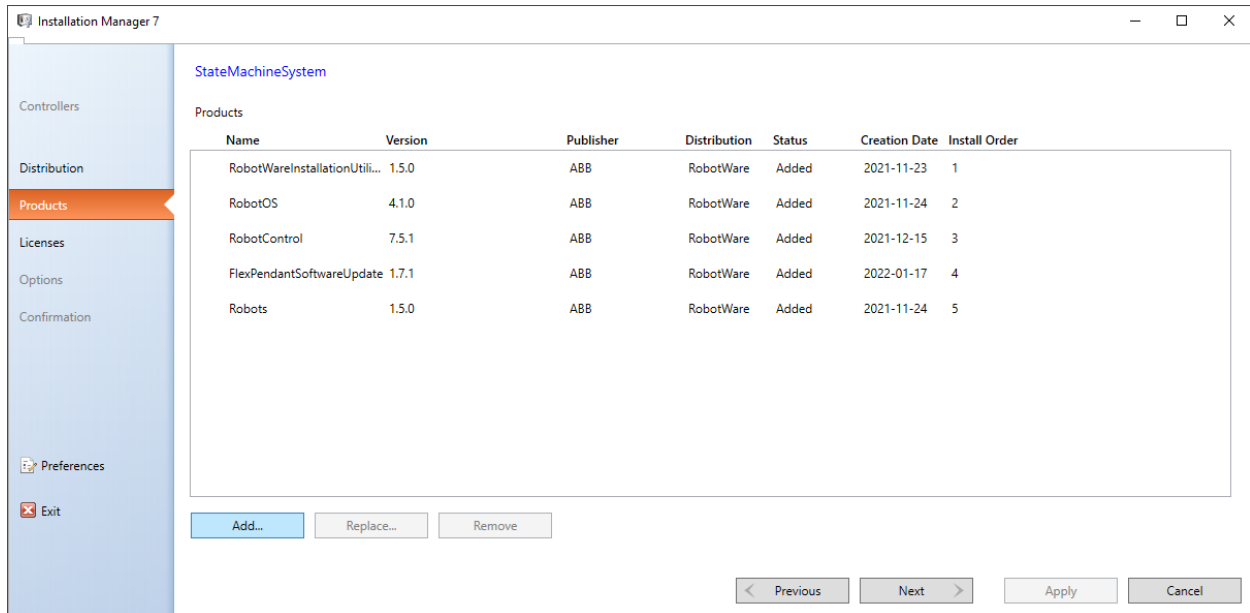 Installation Manager 7
StateMachineSystem
Controllers
Products
Name Version Publisher Distribution Status Creation Date Install Order
Distribution
RobotWareInstallationUtili... 1.5.0 ABB RobotWare Added 2021-11-23 1
Products
RobotOS 4.1.0 ABB RobotWare Added 2021-11-24 2
Licenses
RobotControl 7.5.1 ABB RobotWare Added 2021-12-15 3
Options
FlexPendantSoftwareUpdate 1.7.1 ABB RobotWare Added 2022-01-17 4
Confirmation
Robots 1.5.0 ABB RobotWare Added 2021-11-24 5
Preferences
Exit
Add... Replace... Remove
Previous Next Apply Cancel